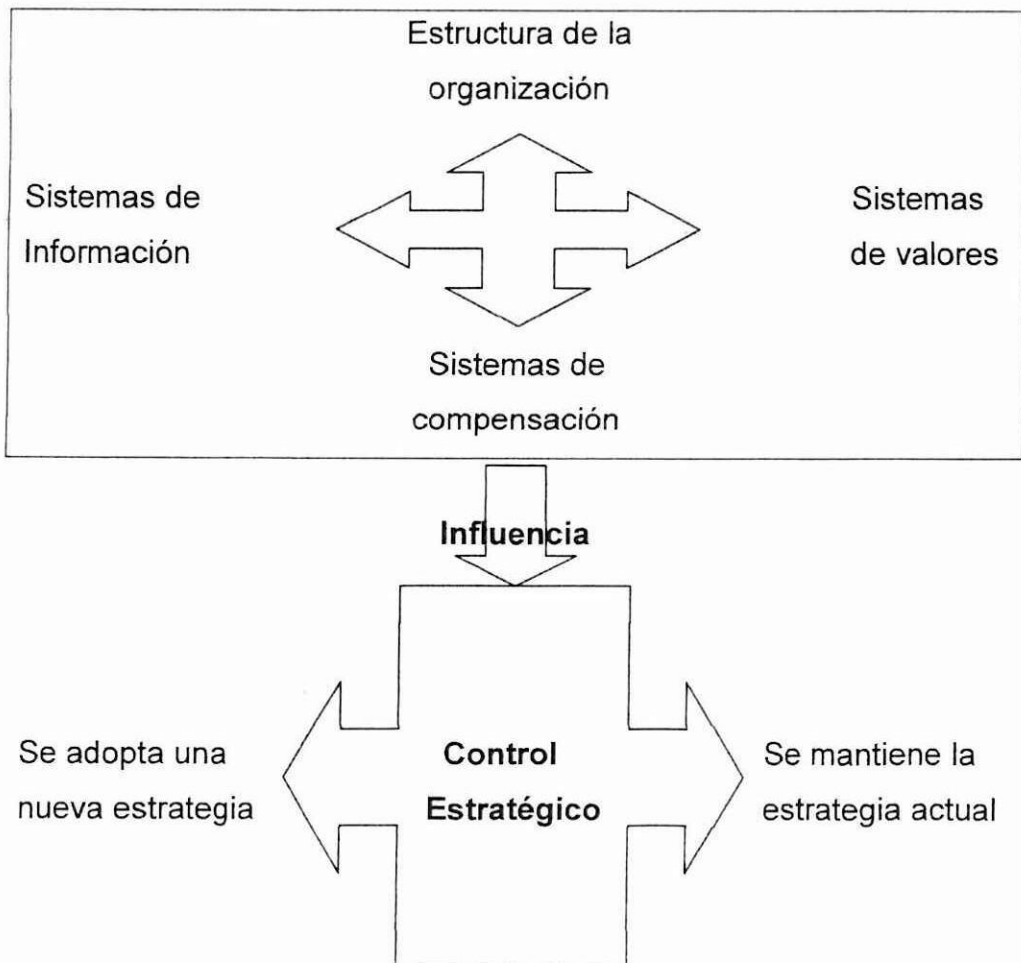 Estructura de la
organización
Sistemas de
Información
Sistemas
de valores
Sistemas de
compensación
Influencia
Se adopta una
nueva estrategia
Control
Estratégico
Se mantiene la
estrategia actual